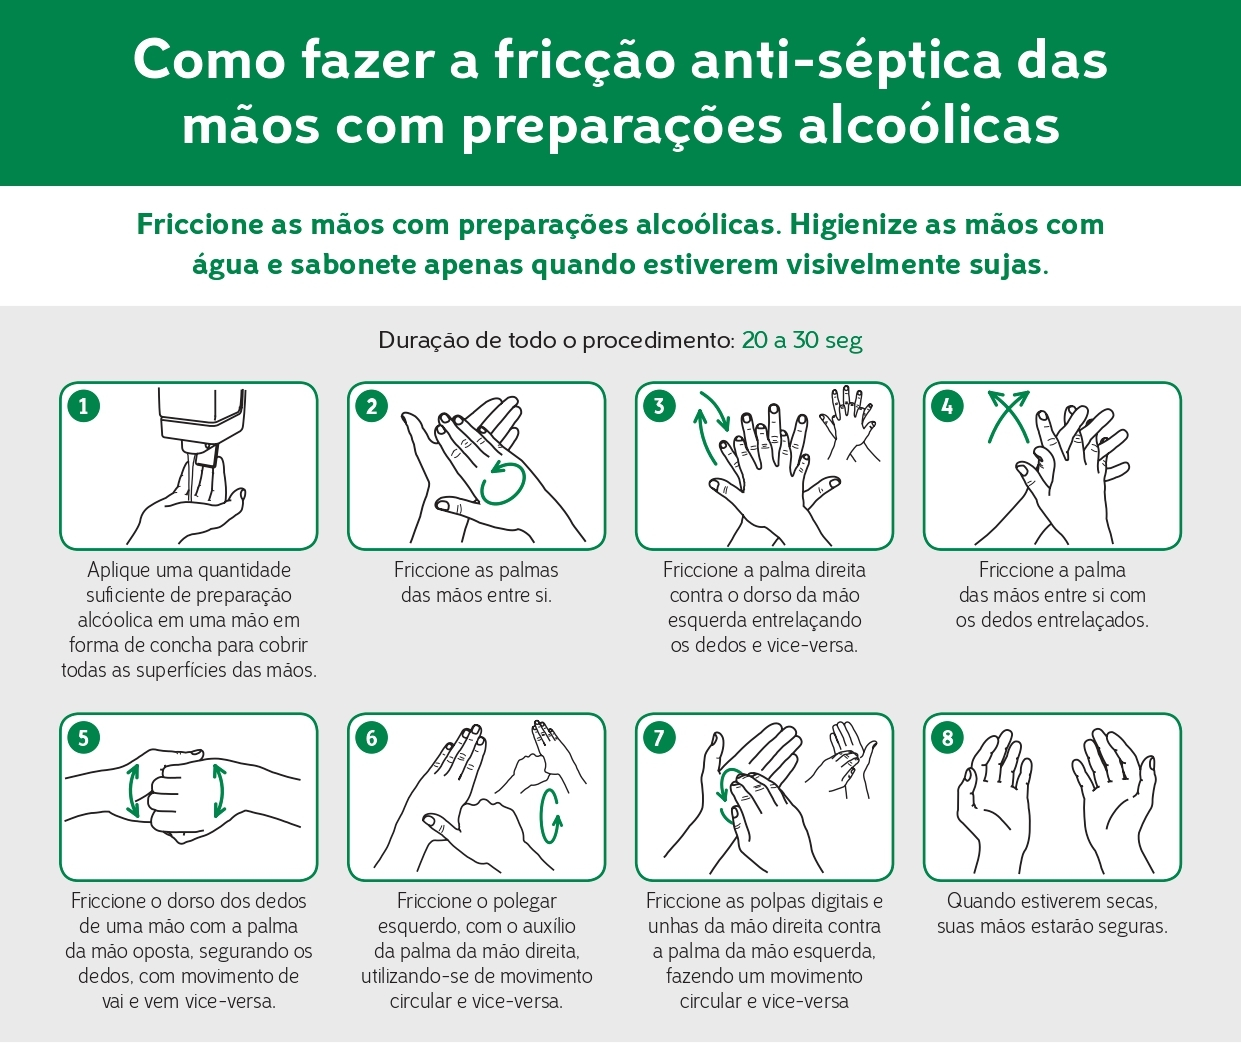 Como fazer a fricção anti-séptica das
mãos com preparações alcoólicas
Friccione as mãos com preparações alcoólicas. Higienize as mãos com
água e sabonete apenas quando estiverem visivelmente sujas.
Duração de todo o procedimento: 20 a 30 seg
1
Aplique uma quantidade
suficiente de preparação
alcóolica em uma mão em
forma de concha para cobrir
todas as superfícies das mãos.
2
Friccione as palmas
das mãos entre si.
3
Friccione a palma direita
contra o dorso da mão
esquerda entrelaçando
os dedos e vice-versa.
4
Friccione a palma
das mãos entre si com
os dedos entrelaçados.
5
Friccione o dorso dos dedos
de uma mão com a palma
da mão oposta, segurando os
dedos, com movimento de
vai e vem vice-versa.
6
Friccione o polegar
esquerdo, com o auxílio
da palma da mão direita,
utilizando-se de movimento
circular e vice-versa.
7
Friccione as polpas digitais e
unhas da mão direita contra
a palma da mão esquerda,
fazendo um movimento
circular e vice-versa
8
Quando estiverem secas,
suas mãos estarão seguras.